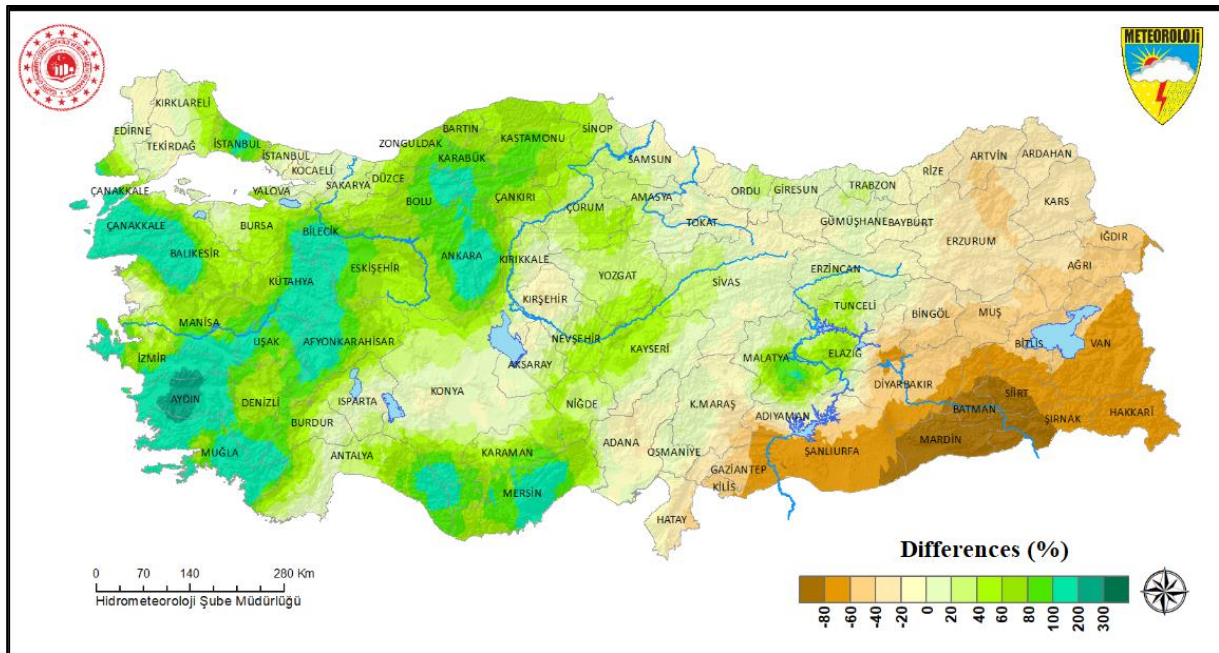 METEOROLOJİ
KIRKLARELİ
EDİRNE
TEKİRDAĞ
İSTANBUL
İSTANBUL
KOCAELİ
YALOVA
SAKARYA
DÜZCE
ZONGULDAK
BARTIN
KARABÜK
KASTAMONU
SİNOP
SAMSUN
ORDU
GİRESUN
TRABZON
RİZE
ARTVİN
ARDAHAN
KARS
ÇANAKKALE
ÇANAKKALE
BALIKESİR
BURSA
BİLECİK
BOLU
ÇANKIRI
ÇORUM
AMASYA
TOKAT
GÜMÜŞHANE
BAYBURT
ERZURUM
IĞDIR
AĞRI
KÜTAHYA
ESKİŞEHİR
ANKARA
KIRIKKALE
YOZGAT
SİVAS
ERZİNCAN
TUNCELİ
BİNGÖL
MUŞ
BİTLİS
VAN
MANİSA
UŞAK
AFYONKARAHİSAR
KIRŞEHİR
NEVŞEHİR
KAYSERİ
MALATYA
ELAZIĞ
DİYARBAKIR
SİİRT
BATMAN
ŞIRNAK
HAKKARİ
İZMİR
AYDIN
DENİZLİ
BURDUR
ISPARTA
KONYA
AKSARAY
NİĞDE
K.MARAŞ
ADIYAMAN
MARDİN
ŞANLIURFA
MUĞLA
ANTALYA
KARAMAN
MERSİN
ADANA
OSMANİYE
GAZİANTEP
KİLİS
HATAY
0 70 140 280 Km
Hidrometeoroloji Şube Müdürlüğü
Differences (%)
-80 -60 -40 -20 0 20 40 60 80 100 200 300